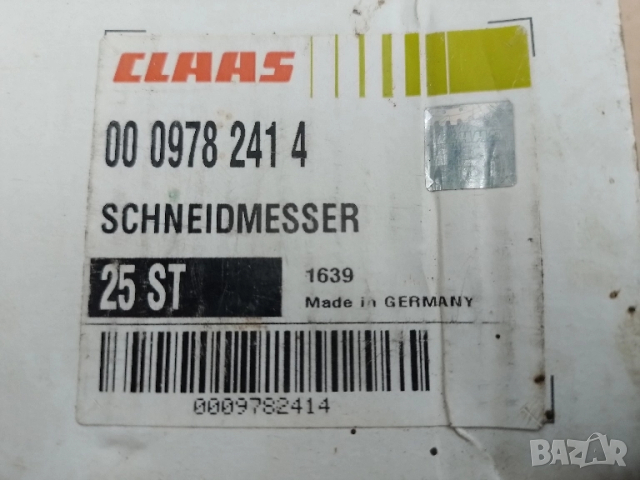 CLAAS
00 0978 241 4
SCHNEIDMESSER
25 ST
1639
Made in GERMANY
0009782414
BAZAR